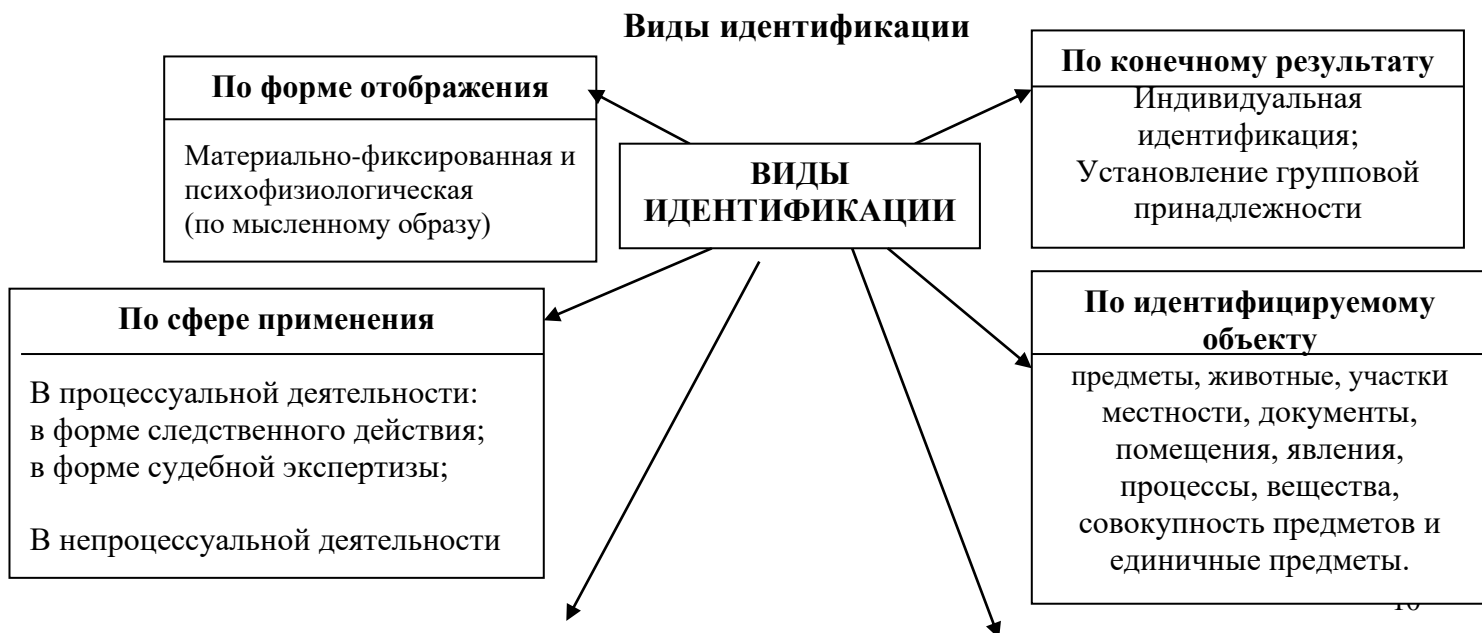 Виды идентификации
По форме отображения
Материально-фиксированная и
психофизиологическая
(по мысленному образу)
По конечному результату
Индивидуальная
идентификация;
Установление групповой
принадлежности
ВИДЫ
ИДЕНТИФИКАЦИИ
По сфере применения
В процессуальной деятельности:
в форме следственного действия;
в форме судебной экспертизы;
В непроцессуальной деятельности
По идентифицируемому
объекту
предметы, животные, участки
местности, документы,
помещения, явления,
процессы, вещества,
совокупность предметов и
единичные предметы.